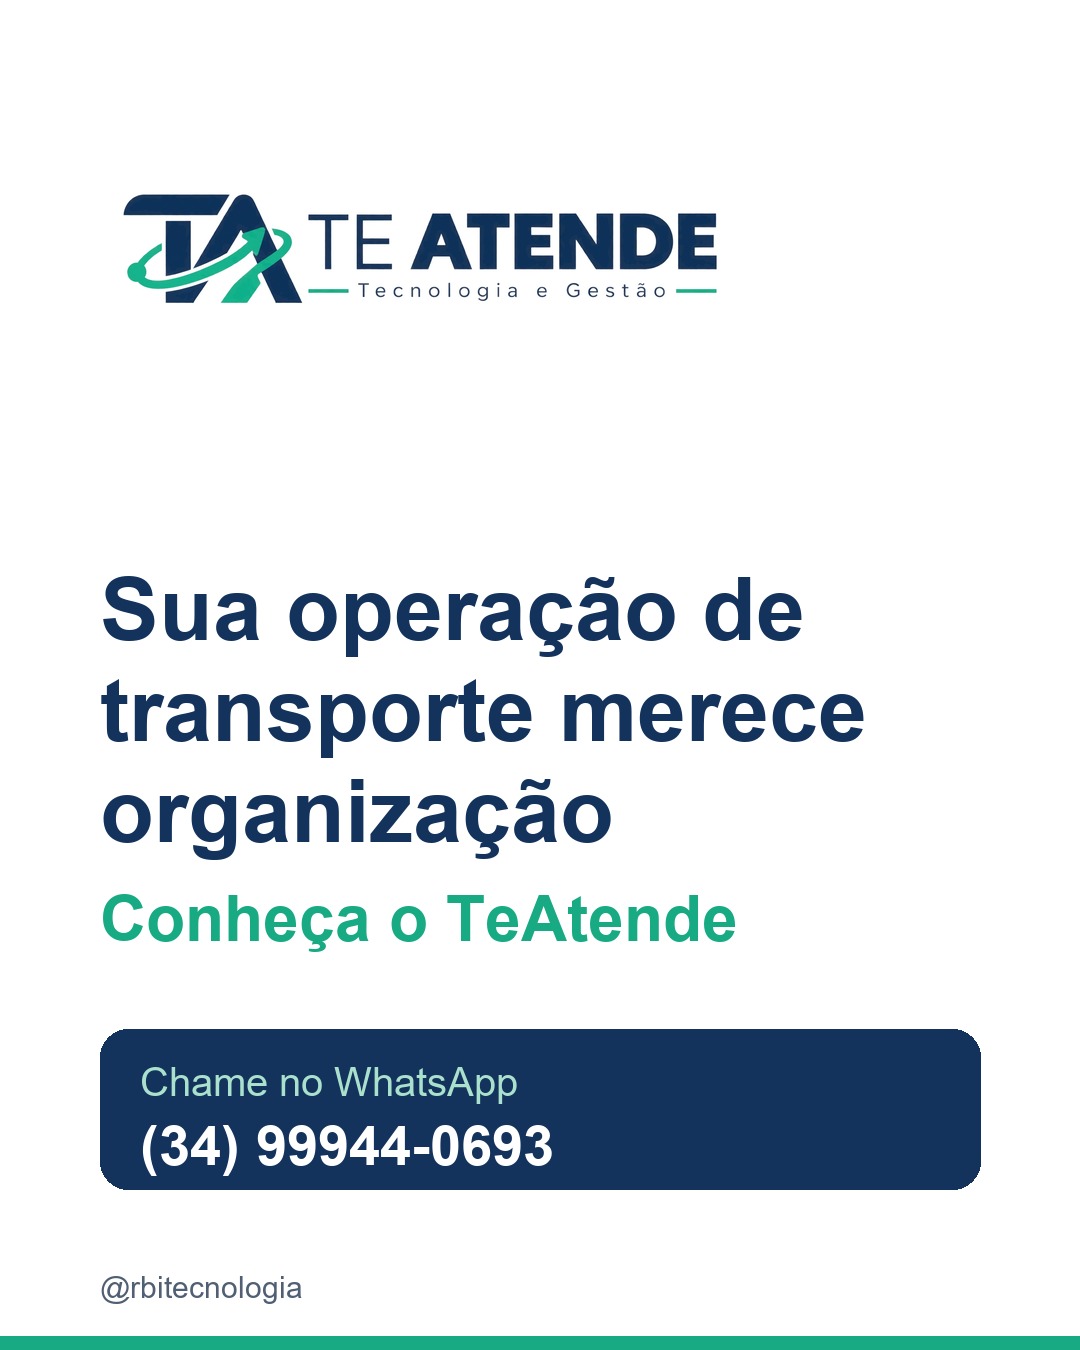 TA TE ATENDE
Tecnologia e Gestão
Sua operação de
transporte merece
organização
Conheça o TeAtende
Chame no WhatsApp
(34) 99944-0693
@rbitecnologia